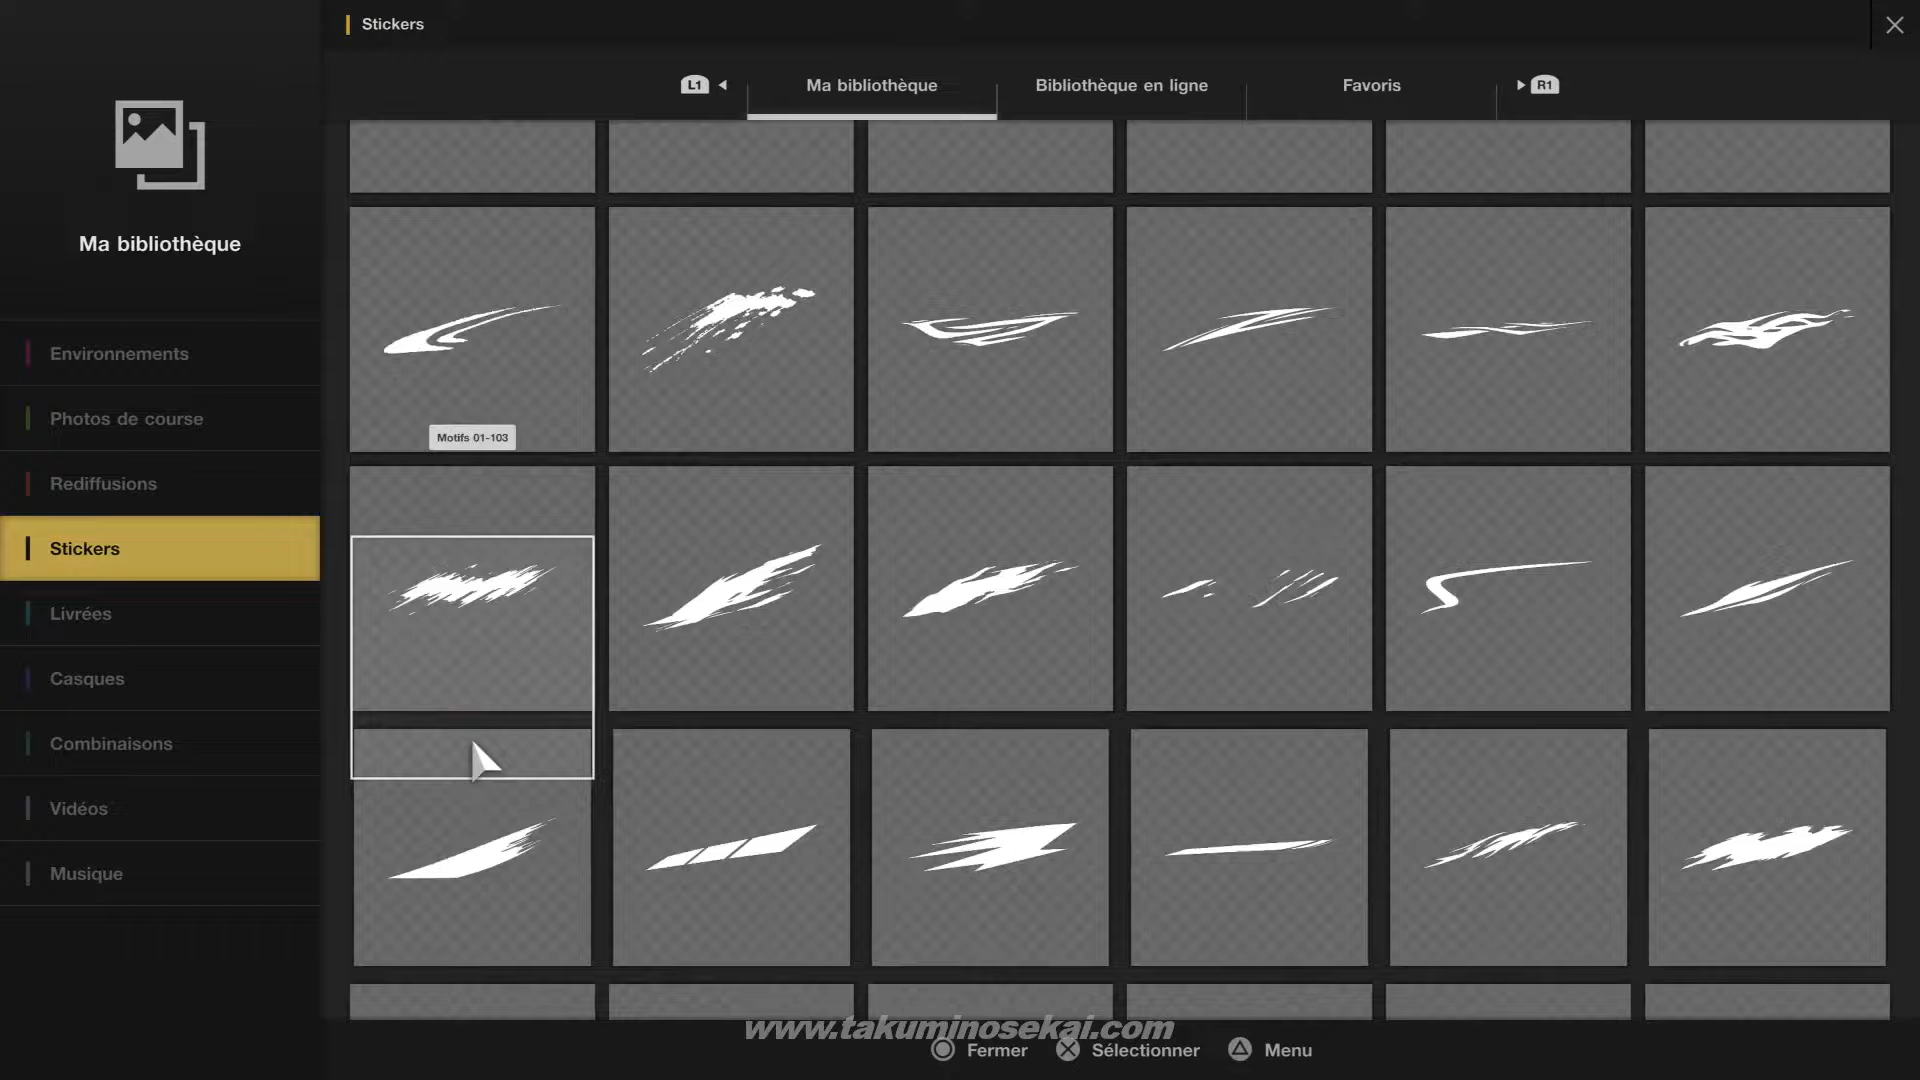 Stickers
L1
Ma bibliothèque
Bibliothèque en ligne
Favoris
R1
Ma bibliothèque
Environnements
Photos de course
Rediffusions
Stickers
Livrées
Casques
Combinaisons
Vidéos
Musique
Motifs 01-103
www.takuminosekai.com
Fermer
Sélectionner
Menu